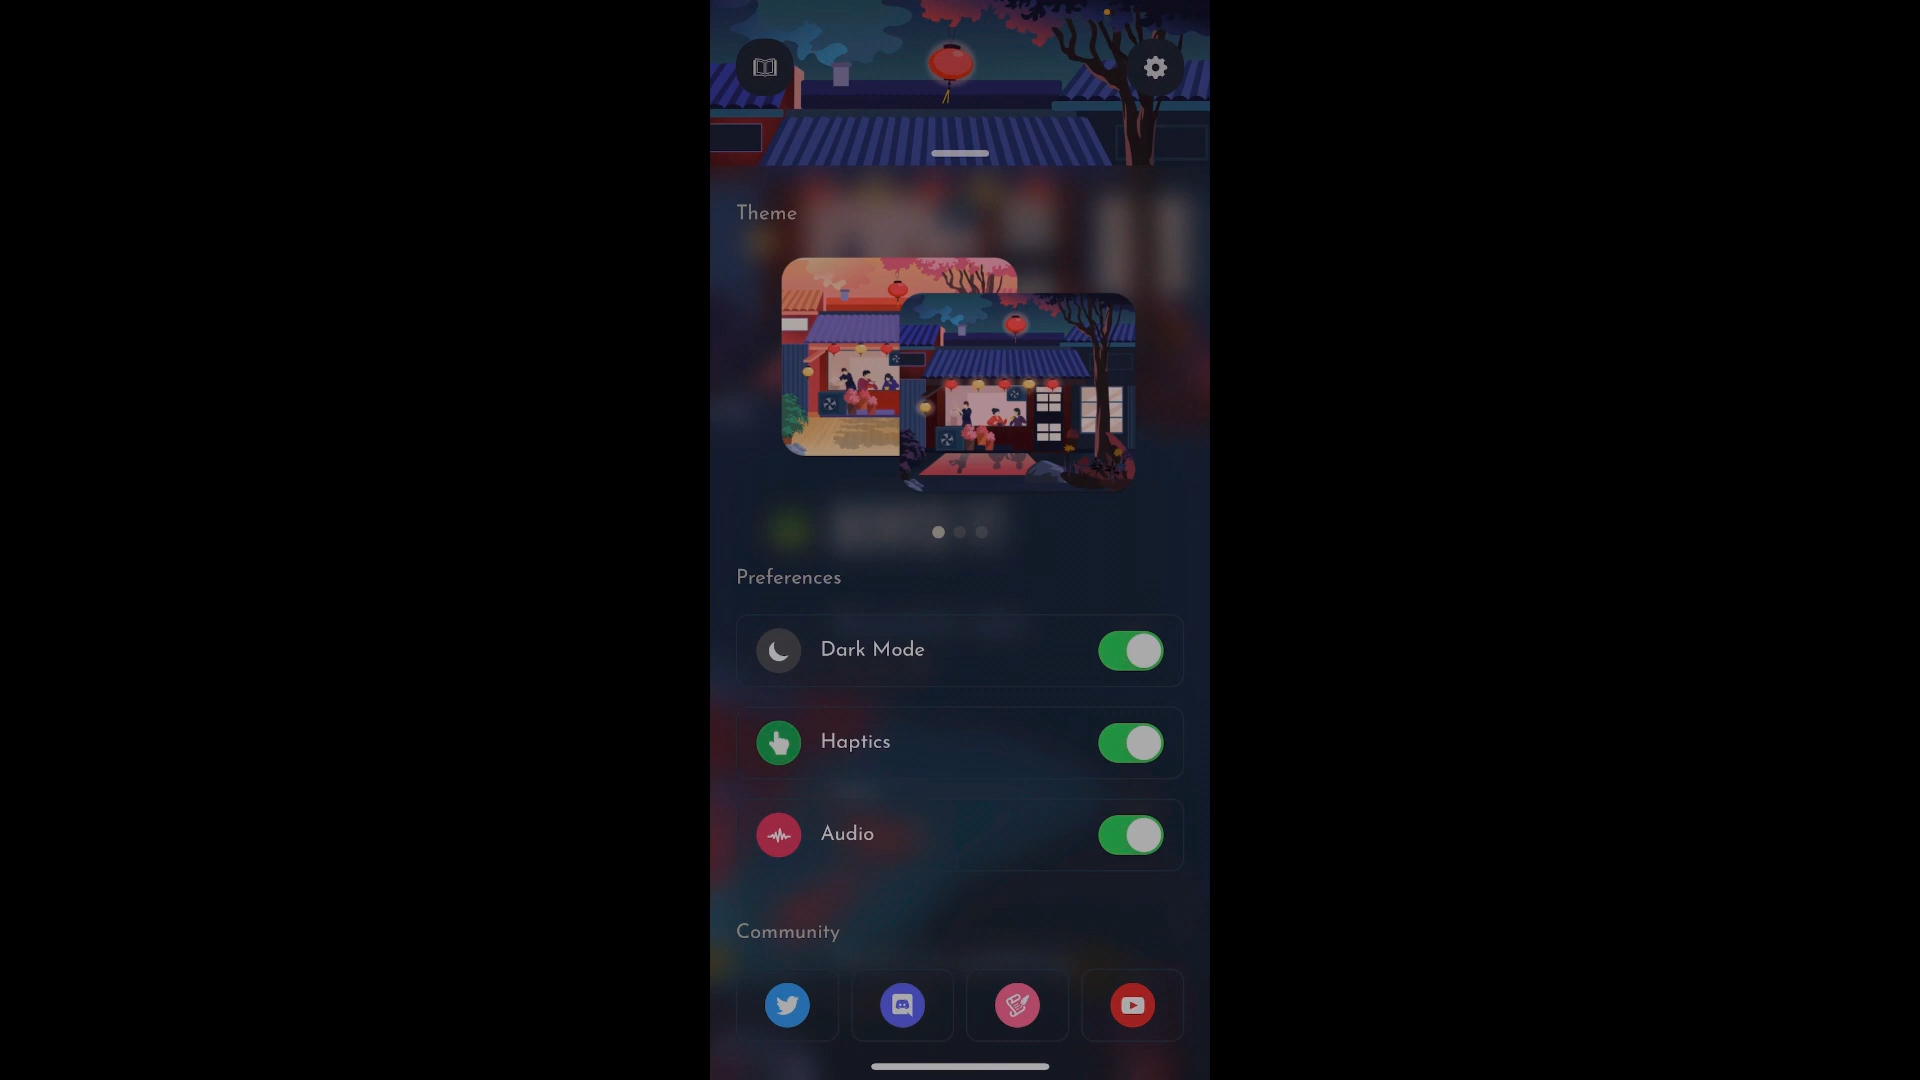 Theme
Preferences
Dark Mode
Haptics
Audio
Community